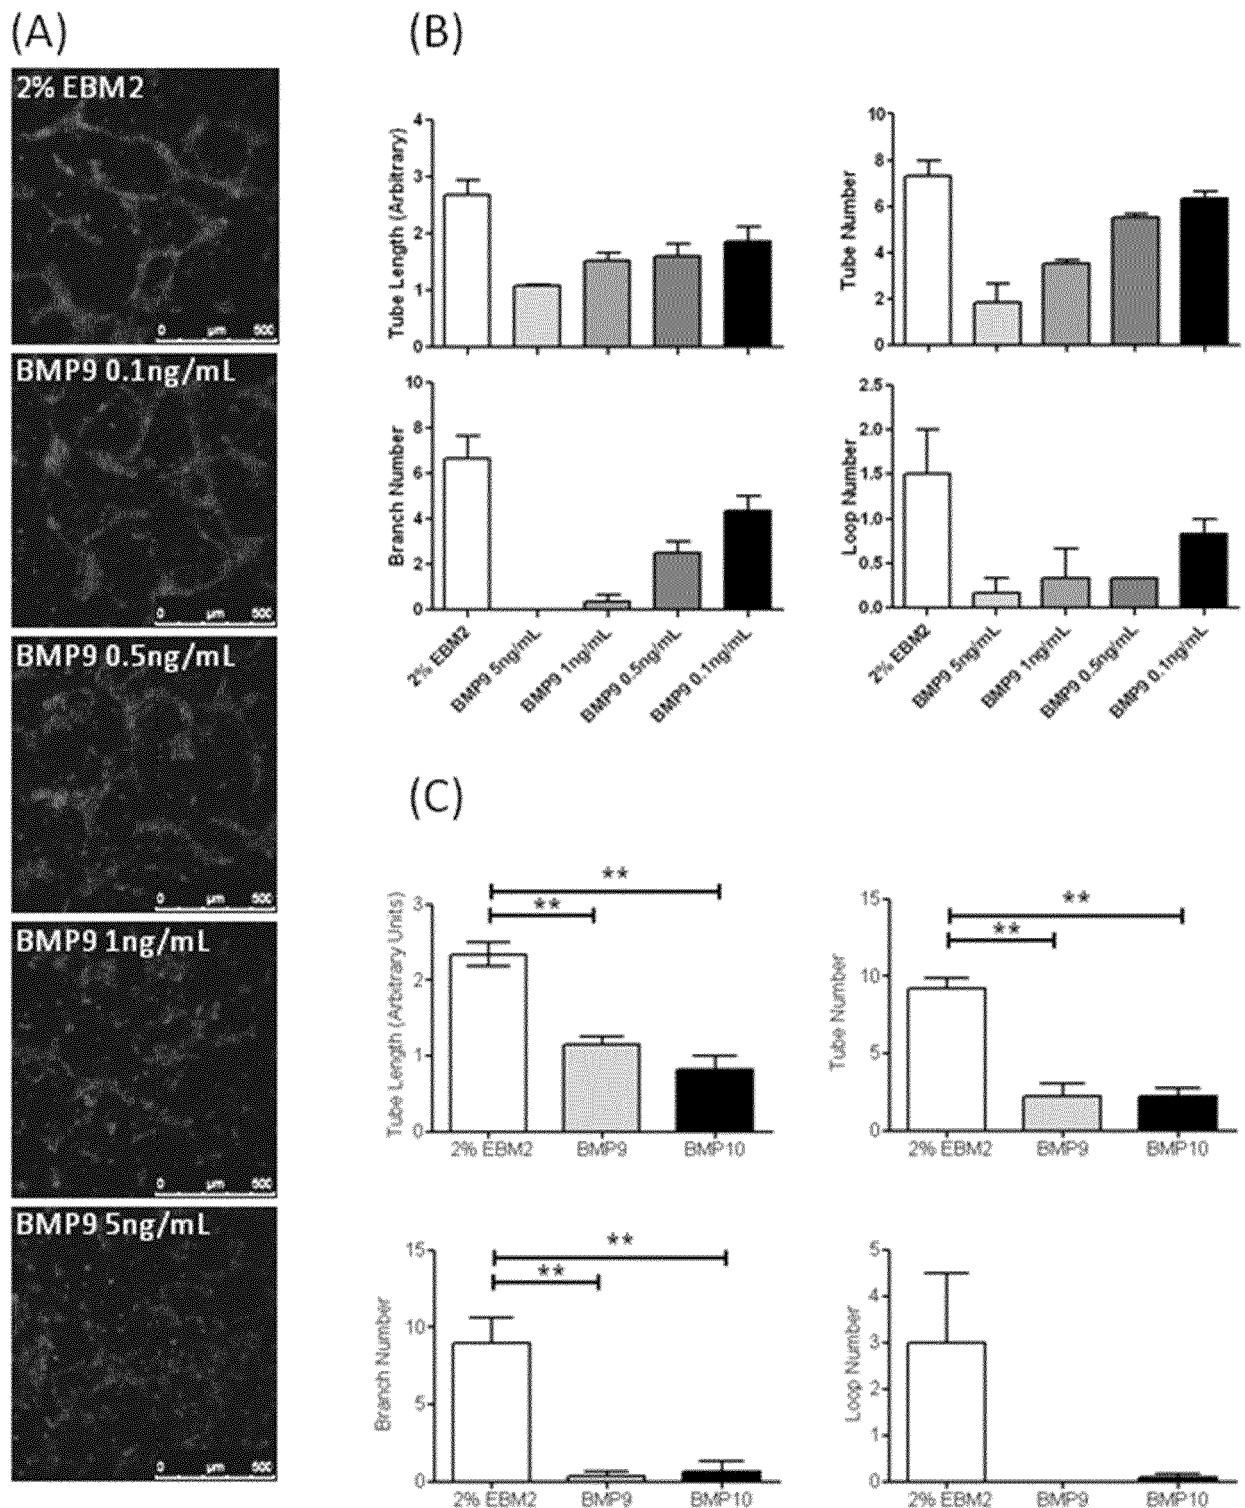 (A)
2% EBM2
0 µm 500
BMP9 0.1ng/mL
0 µm 500
BMP9 0.5ng/mL
0 µm 500
BMP9 1ng/mL
0 µm 500
BMP9 5ng/mL
0 µm 500
(B)
Tube Length (Arbitrary)
4
3
2
1
0
Tube Number
10
8
6
4
2
0
Branch Number
10
8
6
4
2
0
2% EBM2
BMP9 5ng/mL
BMP9 1ng/mL
BMP9 0.5ng/mL
BMP9 0.1ng/mL
Loop Number
2.5
2.0
1.5
1.0
0.5
0.0
2% EBM2
BMP9 5ng/mL
BMP9 1ng/mL
BMP9 0.5ng/mL
BMP9 0.1ng/mL
(C)
Tube Length (Arbitrary Units)
3
2
1
0
**
**
2% EBM2 BMP9 BMP10
Tube Number
15
10
5
0
**
**
2% EBM2 BMP9 BMP10
Branch Number
15
10
5
0
**
**
2% EBM2 BMP9 BMP10
Loop Number
5
4
3
2
1
0
2% EBM2 BMP9 BMP10